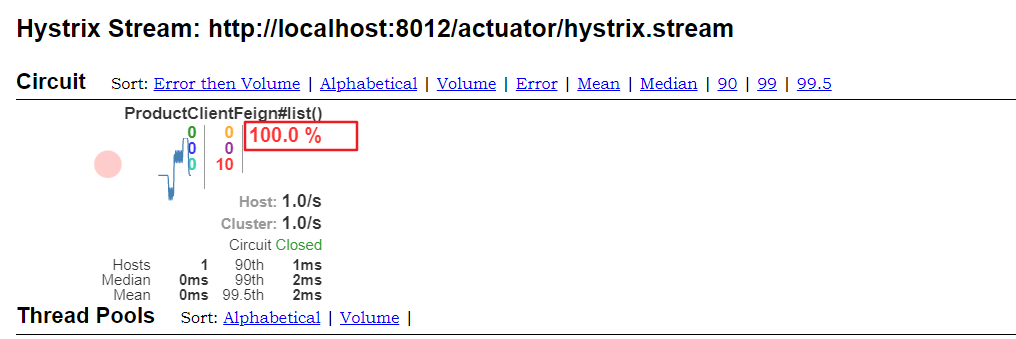 Hystrix Stream: http://localhost:8012/actuator/hystrix.stream
Circuit Sort: Error then Volume | Alphabetical | Volume | Error | Mean | Median | 90 | 99 | 99.5
ProductClientFeign#list()
0 0 100.0 %
0 0
0 10
Host: 1.0/s
Cluster: 1.0/s
Circuit Closed
Hosts 1 90th 1ms
Median 0ms 99th 2ms
Mean 0ms 99.5th 2ms
Thread Pools Sort: Alphabetical | Volume |